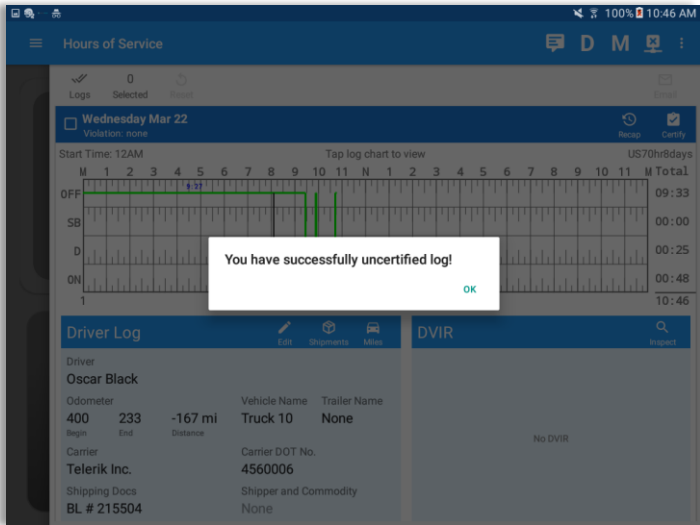 100% 10:46 AM
Hours of Service
D M
Logs
0
Selected
Reset
Email
Wednesday Mar 22
Violation: none
Recap
Certify
Start Time: 12AM
Tap log chart to view
US70hr8days
M 1 2 3 4 5 6 7 8 9 10 11 N 1 2 3 4 5 6 7 8 9 10 11 M Total
9:27
OFF 09:33
SB 00:00
D 00:25
ON 00:48
1 10:46
You have successfully uncertified log!
OK
Driver Log
Edit
Shipments
Miles
Driver
Oscar Black
Odometer Vehicle Name Trailer Name
400 233 -167 mi Truck 10 None
Begin End Distance
Carrier Carrier DOT No.
Telerik Inc. 4560006
Shipping Docs Shipper and Commodity
BL # 215504 None
DVIR
Inspect
No DVIR